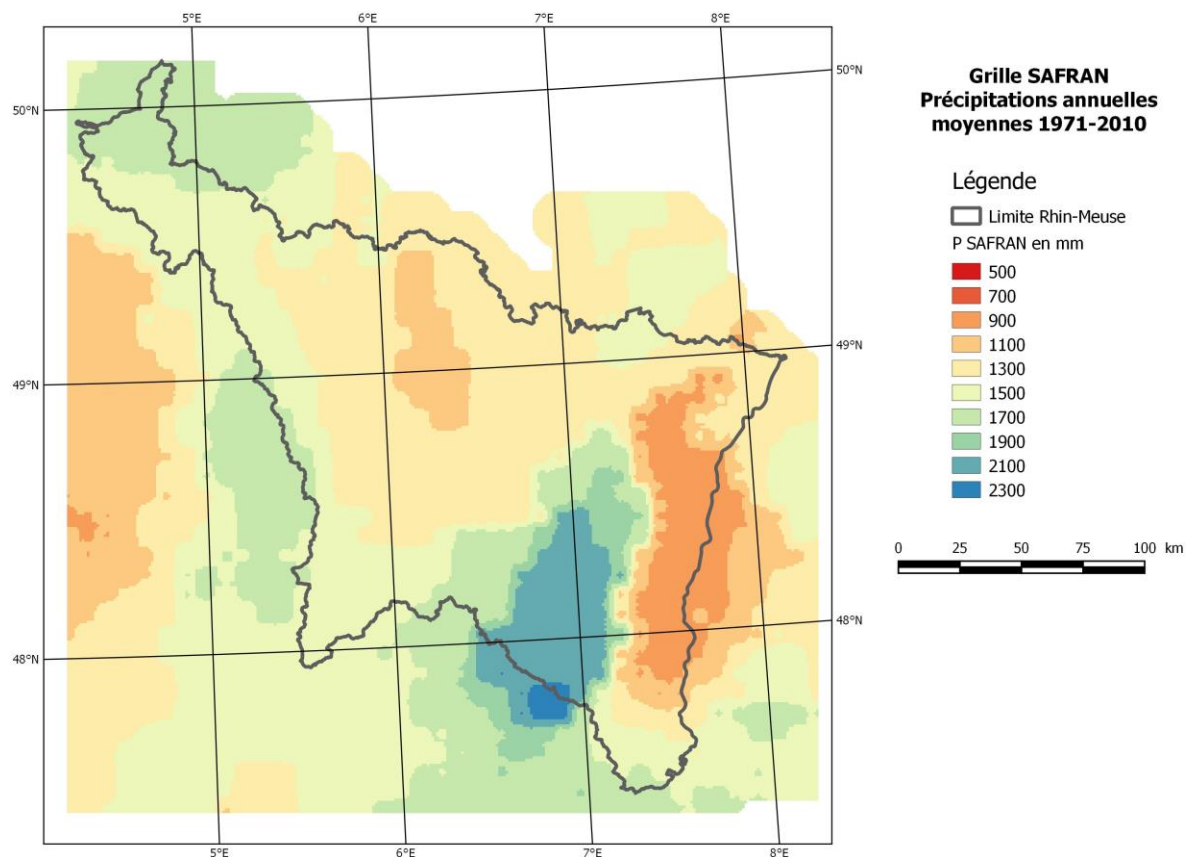 5°E
6°E
7°E
8°E
50°N
50°N
49°N
49°N
48°N
48°N
5°E
6°E
7°E
8°E
Grille SAFRAN
Précipitations annuelles
moyennes 1971-2010
Légende
Limite Rhin-Meuse
P SAFRAN en mm
500
700
900
1100
1300
1500
1700
1900
2100
2300
0 25 50 75 100 km